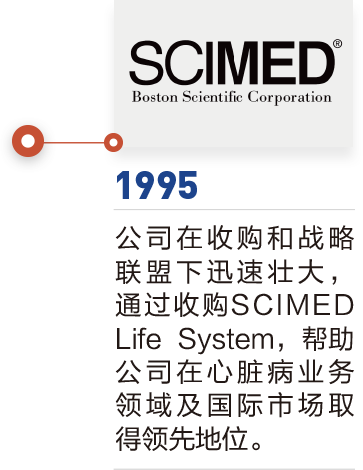 SCIMED®
Boston Scientific Corporation
1995
公司在收购和战略
联盟下迅速壮大，
通过收购SCIMED
Life System，帮助
公司在心脏病业务
领域及国际市场取
得领先地位。